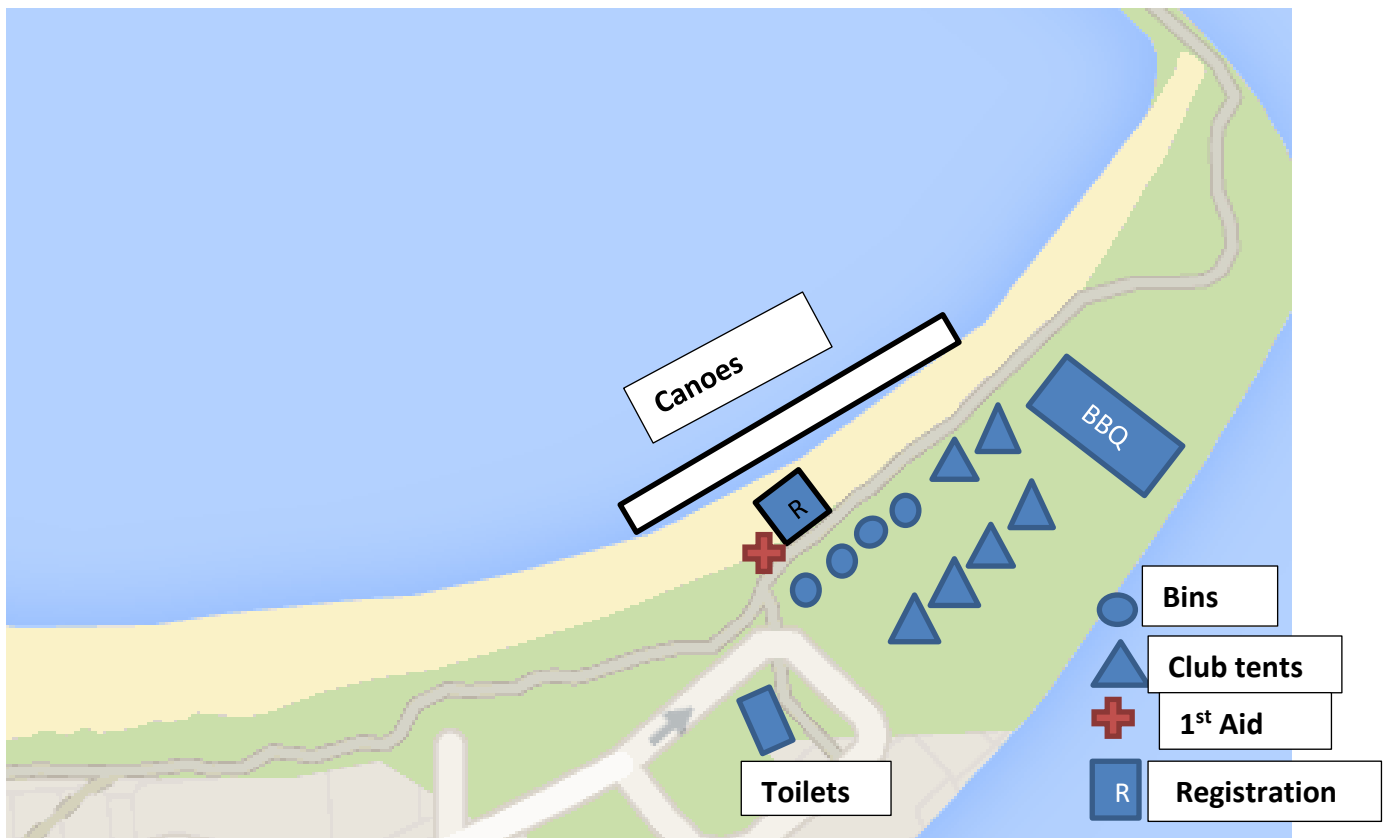 Canoes
BBQ
R
Bins
Club tents
1st Aid
Toilets
R
Registration